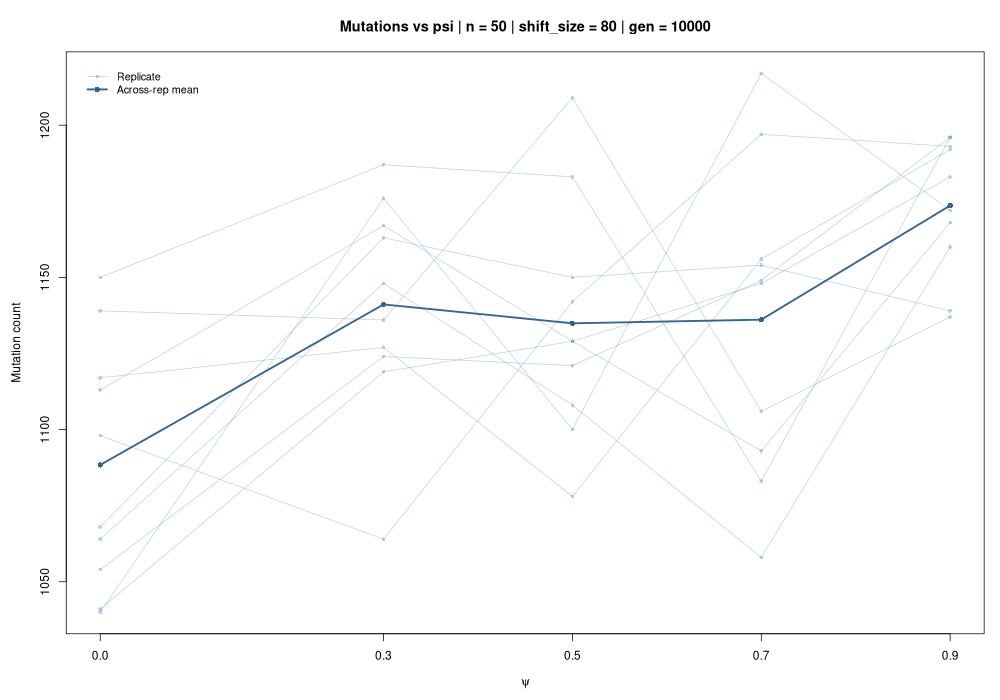 Mutations vs psi | n = 50 | shift_size = 80 | gen = 10000
Replicate
Across-rep mean
Mutation count
1200
1150
1100
1050
0.0 0.3 0.5 0.7 0.9
ψ